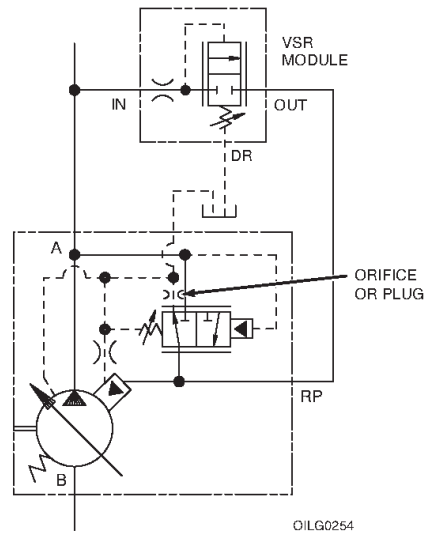 VSR
MODULE
IN
OUT
DR
A
ORIFICE
OR PLUG
RP
B
OILG0254